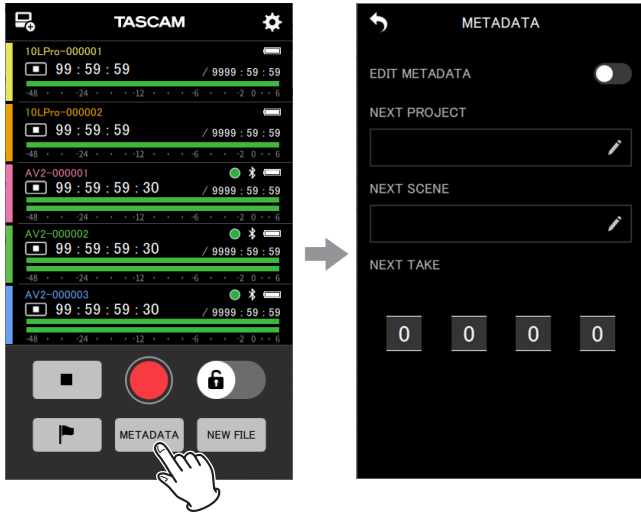 TASCAM
10LPro-000001
99 : 59 : 59
/ 9999 : 59 : 59
-48 · · -24 · · · -12 · · · -6 · · · -2 0 · · 6
10LPro-000002
99 : 59 : 59
/ 9999 : 59 : 59
-48 · · -24 · · · -12 · · · -6 · · · -2 0 · · 6
AV2-000001
99 : 59 : 59 : 30
/ 9999 : 59 : 59
-48 · · -24 · · · -12 · · · -6 · · · -2 0 · · 6
AV2-000002
99 : 59 : 59 : 30
/ 9999 : 59 : 59
-48 · · -24 · · · -12 · · · -6 · · · -2 0 · · 6
AV2-000003
99 : 59 : 59 : 30
/ 9999 : 59 : 59
-48 · · -24 · · · -12 · · · -6 · · · -2 0 · · 6
METADATA
NEW FILE
METADATA
EDIT METADATA
NEXT PROJECT
NEXT SCENE
NEXT TAKE
0 0 0 0